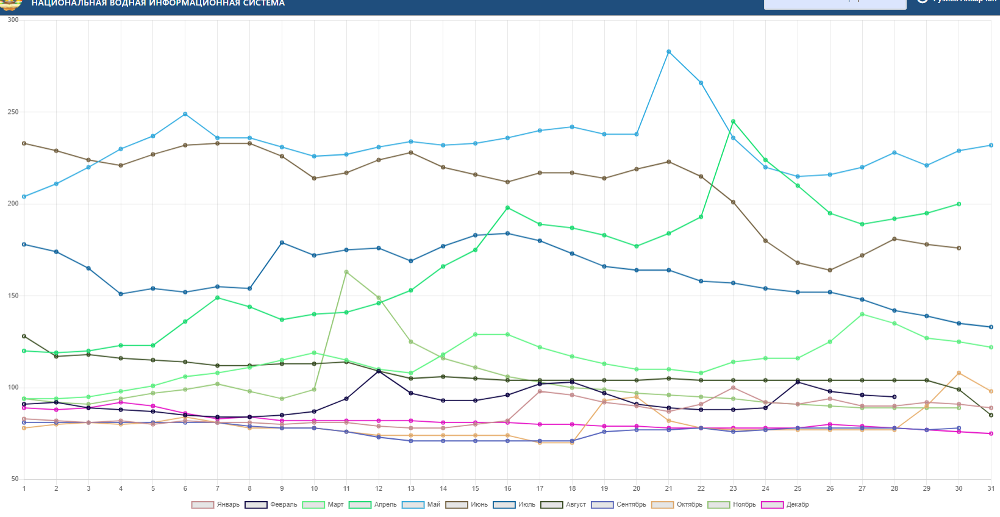 НАЦИОНАЛЬНАЯ ВОДНАЯ ИНФОРМАЦИОННАЯ СИСТЕМА
300
250
200
150
100
50
1 2 3 4 5 6 7 8 9 10 11 12 13 14 15 16 17 18 19 20 21 22 23 24 25 26 27 28 29 30 31
Январь Февраль Март Апрель Май Июнь Июль Август Сентябрь Октябрь Ноябрь Декабр